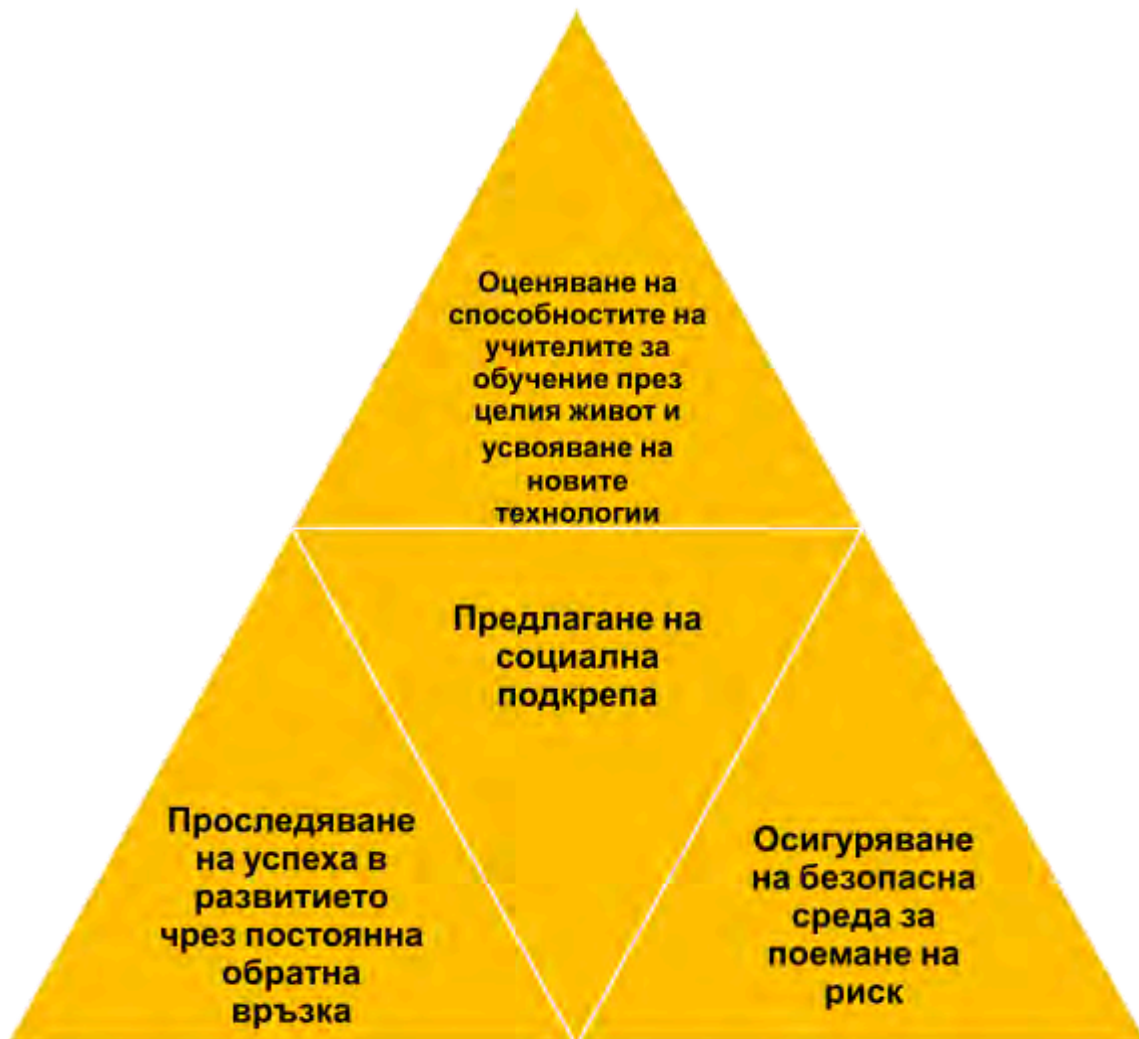 Оценяване на
способностите на
учителите за
обучение през
целия живот и
усвояване на
новите
технологии
Предлагане на
социална
подкрепа
Проследяване
на успеха в
развитието
чрез постоянна
обратна
връзка
Осигуряване
на безопасна
среда за
поемане на
риск